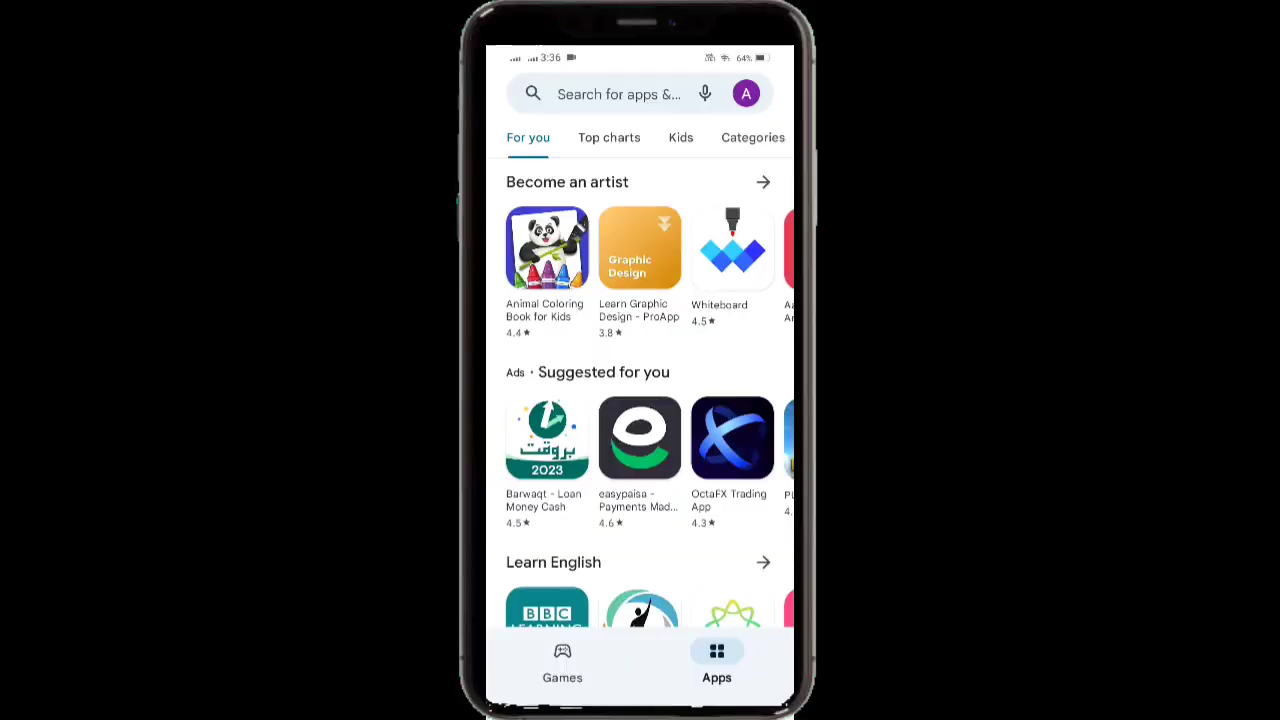 3:36
64%
Search for apps &...
A
For you
Top charts
Kids
Categories
Become an artist
Graphic
Design
Animal Coloring
Book for Kids
4.4★
Learn Graphic
Design - ProApp
3.8★
Whiteboard
4.5★
Ads • Suggested for you
بروقت
2023
Barwaqt - Loan
Money Cash
4.5★
easypaisa -
Payments Mad...
4.6★
OctaFX Trading
App
4.3★
Learn English
BBC
LEARNING
Games
Apps